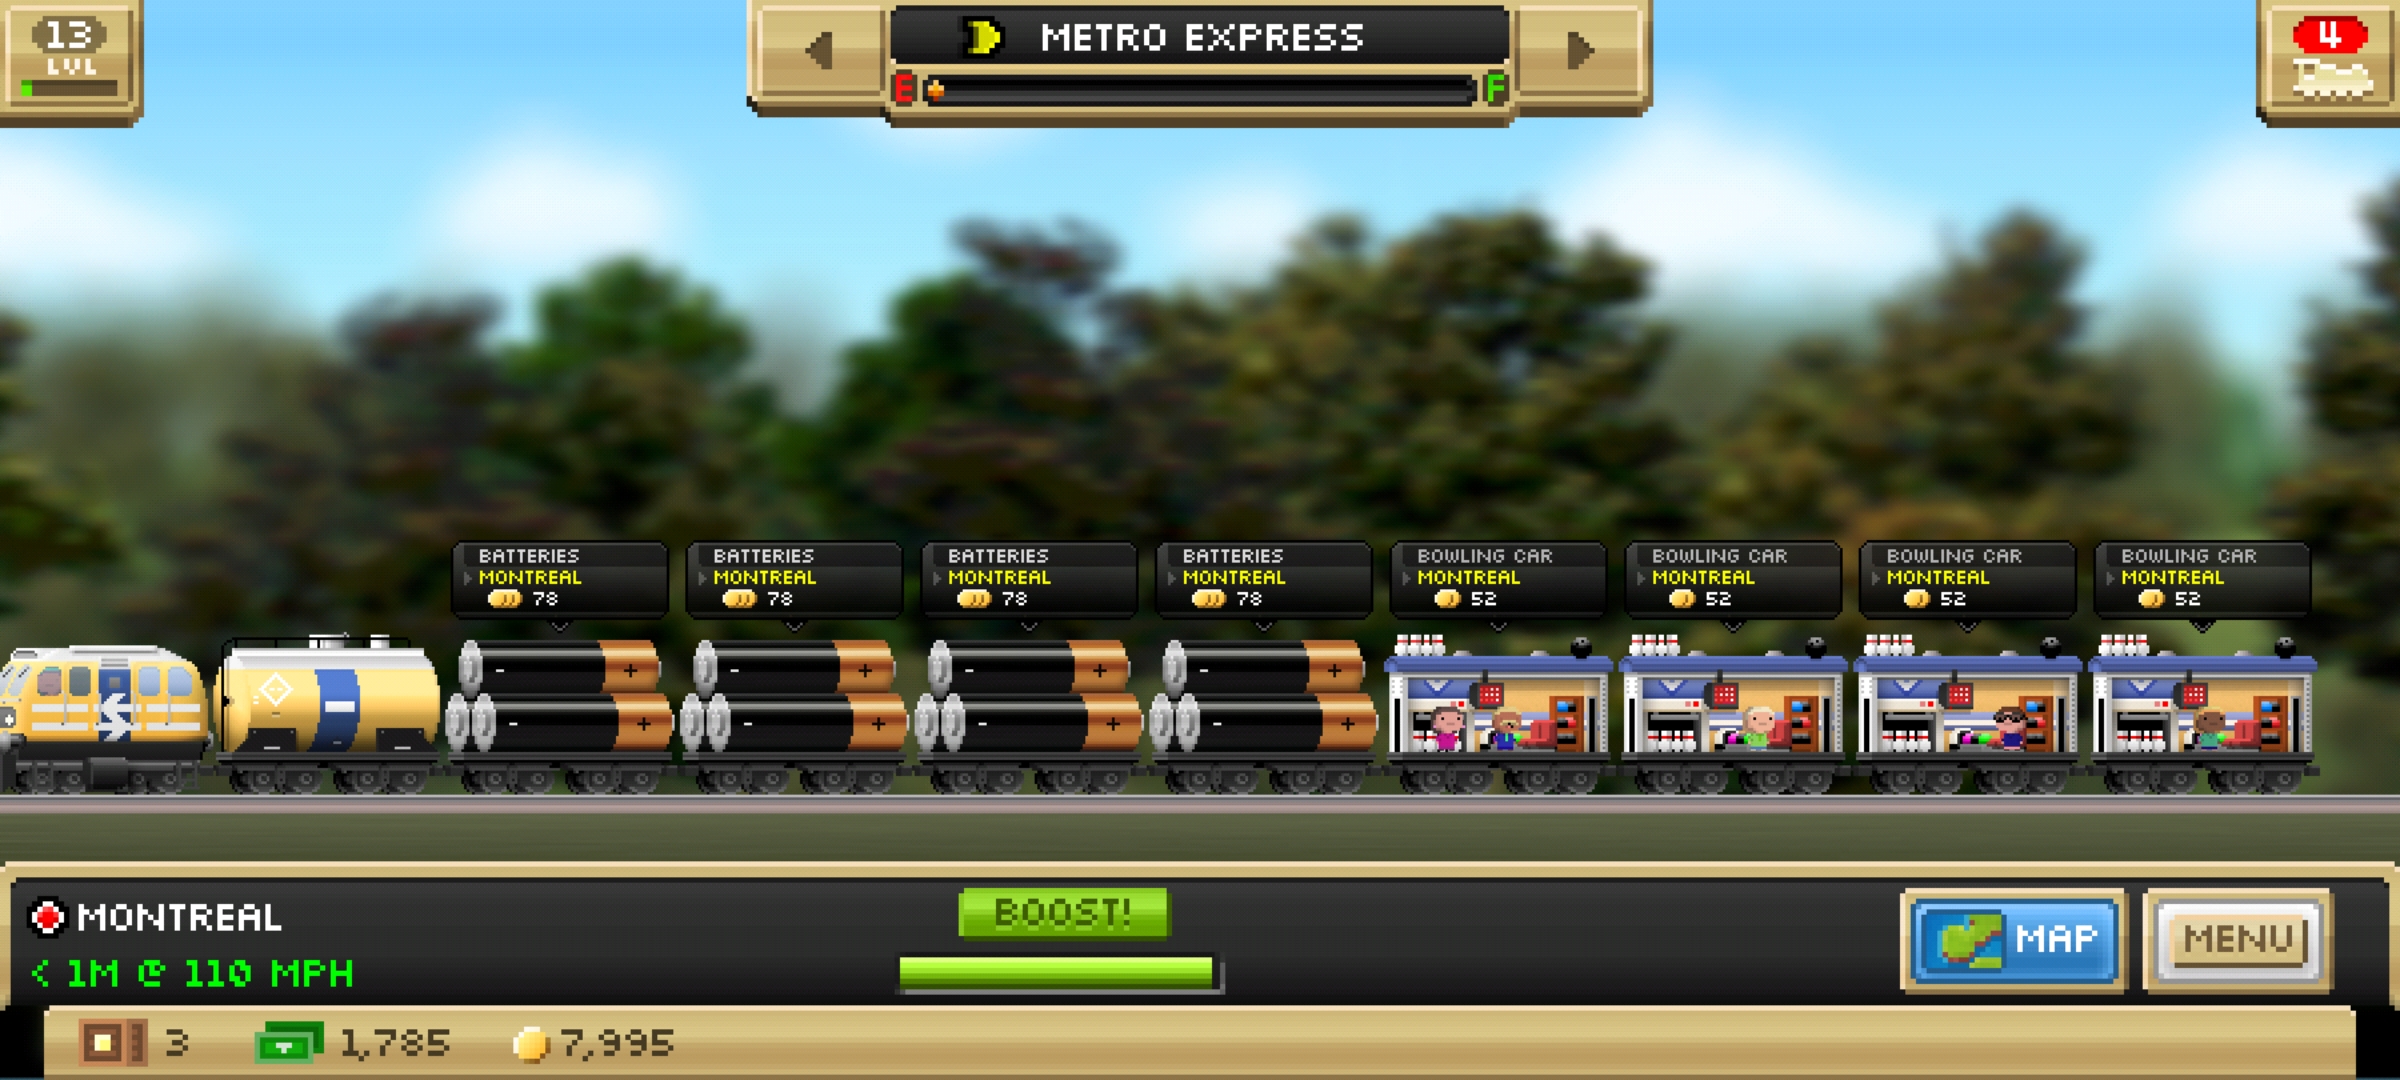 13
LVL
METRO EXPRESS
E F
4
BATTERIES
MONTREAL
78
BATTERIES
MONTREAL
78
BATTERIES
MONTREAL
78
BATTERIES
MONTREAL
78
BOWLING CAR
MONTREAL
52
BOWLING CAR
MONTREAL
52
BOWLING CAR
MONTREAL
52
BOWLING CAR
MONTREAL
52
- +
- +
- +
- +
- +
- +
- +
- +
MONTREAL
< 1M @ 110 MPH
BOOST!
MAP
MENU
3 1,785 7,995